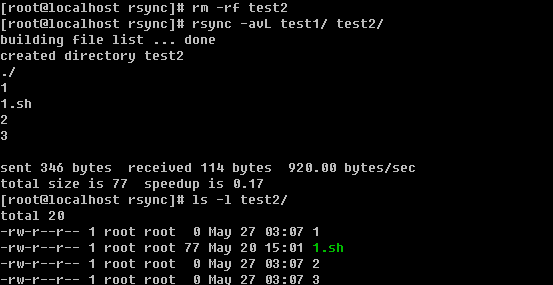 [root@localhost rsync]# rm -rf test2
[root@localhost rsync]# rsync -avL test1/ test2/
building file list ... done
created directory test2
./
1
1.sh
2
3
sent 346 bytes  received 114 bytes  920.00 bytes/sec
total size is 77  speedup is 0.17
[root@localhost rsync]# ls -l test2/
total 20
-rw-r--r-- 1 root root  0 May 27 03:07 1
-rw-r--r-- 1 root root 77 May 20 15:01 1.sh
-rw-r--r-- 1 root root  0 May 27 03:07 2
-rw-r--r-- 1 root root  0 May 27 03:07 3